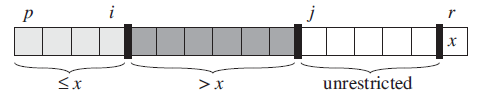 p i j r
x
≤ x > x unrestricted